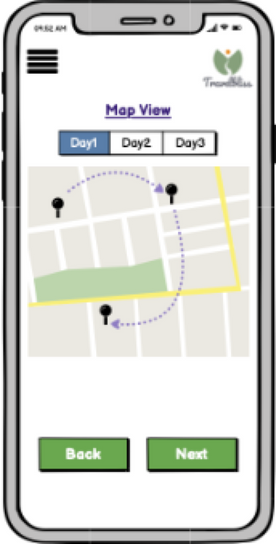 09:52 AM
Travelbliss
Map View
Day1 Day2 Day3
Back Next